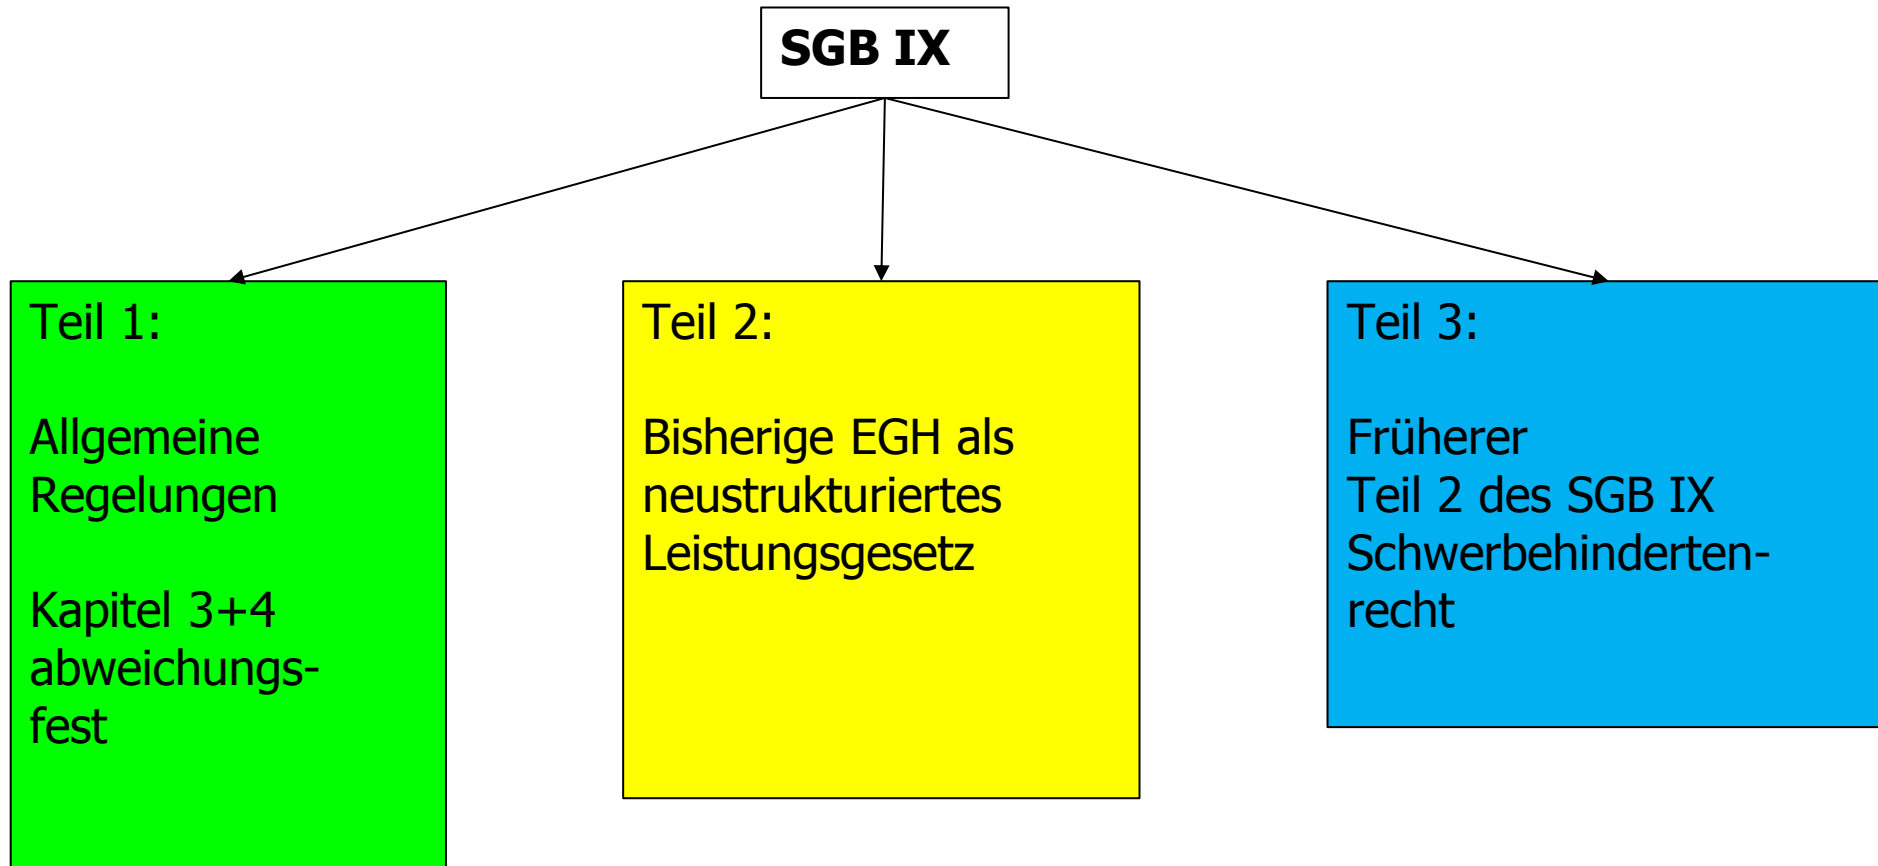 SGB IX
Teil 1:
Allgemeine
Regelungen
Kapitel 3+4
abweichungs-
fest
Teil 2:
Bisherige EGH als
neustrukturiertes
Leistungsgesetz
Teil 3:
Früherer
Teil 2 des SGB IX
Schwerbehinderten-
recht